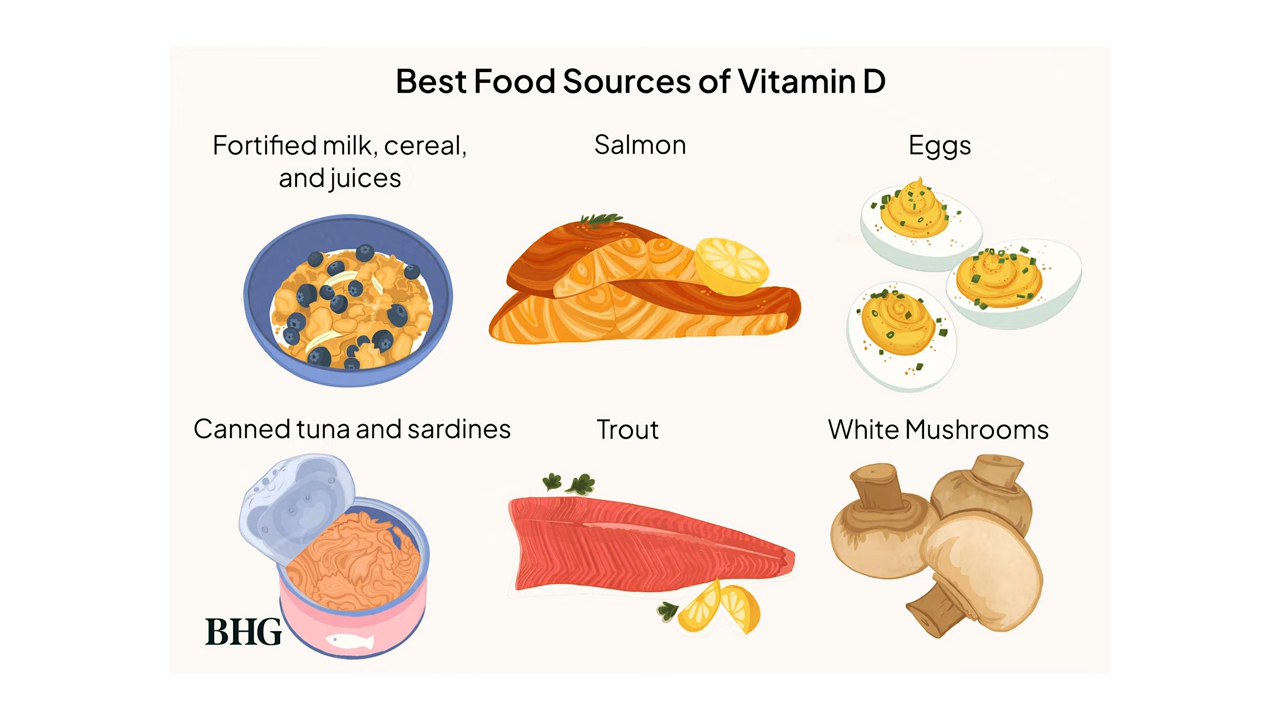 Best Food Sources of Vitamin D
Fortified milk, cereal,
and juices
Salmon
Eggs
Canned tuna and sardines
Trout
White Mushrooms
BHG